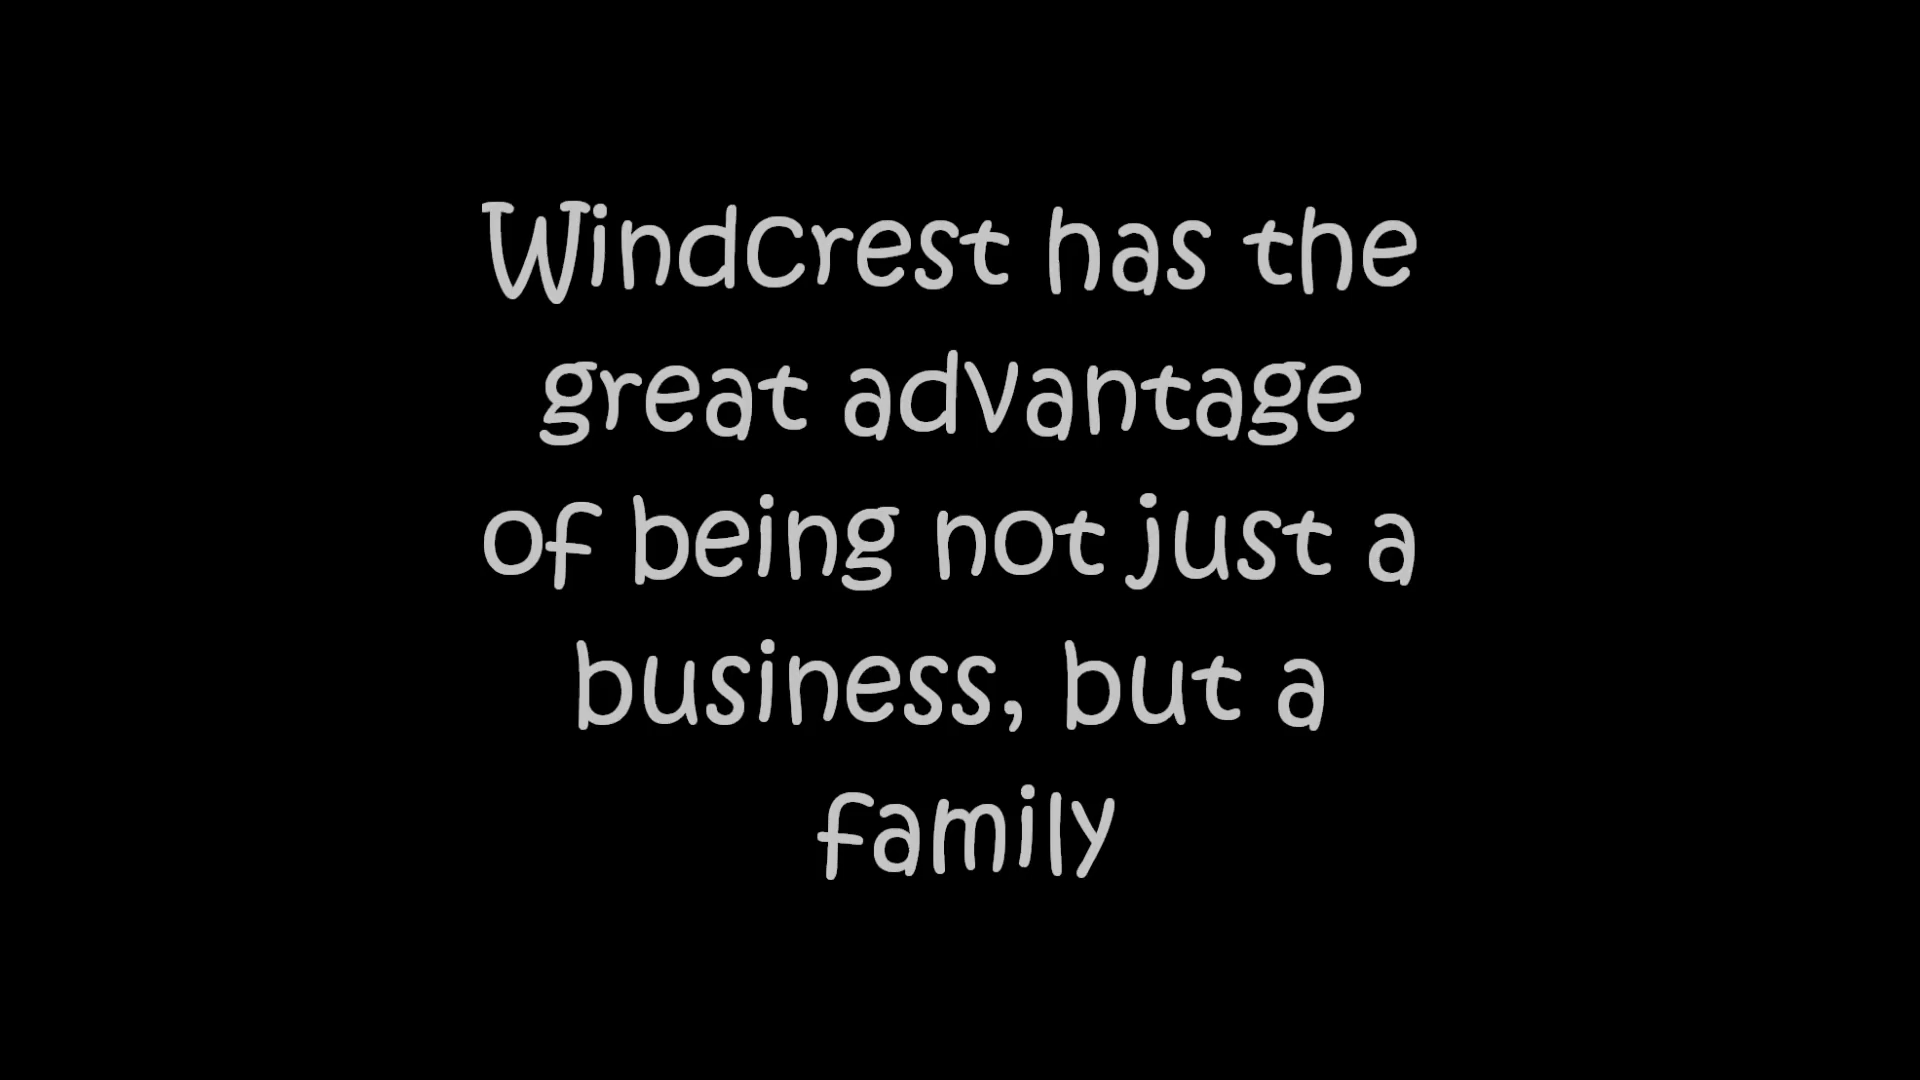 Windcrest has the
great advantage
of being not just a
business, but a
family